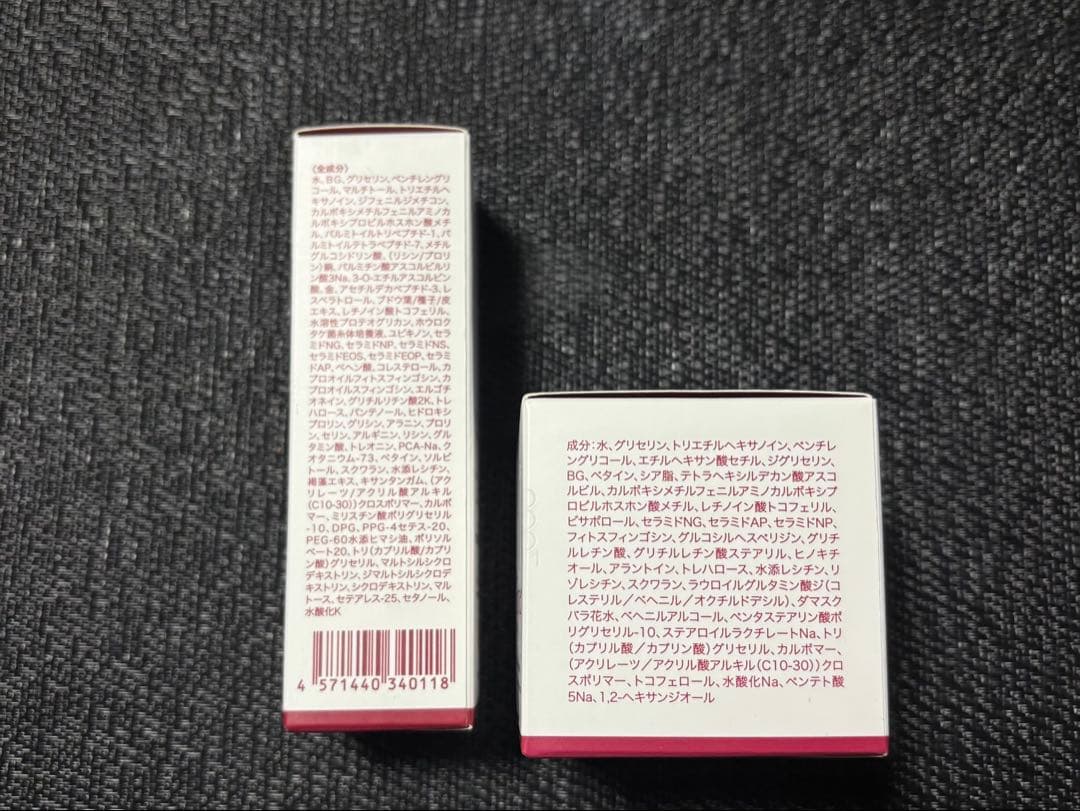 〈全成分〉
水、BG、グリセリン、ペンチレングリ
コール、マルチトール、トリエチルヘ
キサノイン、ジフェニルジメチコン、
カルボキシメチルフェニルアミノカ
ルボキシプロピルホスホン酸メチ
ル、パルミトイルトリペプチド-1、パ
ルミトイルテトラペプチド-7、メチル
グルコシドリン酸、(リシン/プロリ
ン)銅、パルミチン酸アスコルビルリ
ン酸3Na、3-O-エチルアスコルビン
酸、金、アセチルデカペプチド-3、レ
スベラトロール、ブドウ葉/種子/皮
エキス、レチノイン酸トコフェリル、
水溶性プロテオグリカン、ホウロク
タケ菌糸体培養液、ユビキノン、セラ
ミドNG、セラミドNP、セラミドNS、
セラミドEOS、セラミドEOP、セラミ
ドAP、ベヘン酸、コレステロール、カ
プロオイルフィトスフィンゴシン、カ
プロオイルスフィンゴシン、エルゴチ
オネイン、グリチルリチン酸2K、トレ
ハロース、パンテノール、ヒドロキシ
プロリン、グリシン、アラニン、プロリ
ン、セリン、アルギニン、リシン、グル
タミン酸、トレオニン、PCA-Na、ク
オタニウム-73、ベタイン、ソルビ
トール、スクワラン、水添レシチン、
褐藻エキス、キサンタンガム、(アク
リレーツ/アクリル酸アルキル
(C10-30))クロスポリマー、カルボ
マー、ミリスチン酸ポリグリセリル
-10、DPG、PPG-4セテス-20、
PEG-60水添ヒマシ油、ポリソル
ベート20、トリ(カプリル酸/カプリ
ン酸)グリセリル、マルトシルシクロ
デキストリン、ジマルトシルシクロデ
キストリン、シクロデキストリン、マル
トース、セテアレス-25、セタノール、
水酸化K
4 571440 340118
成分:水、グリセリン、トリエチルヘキサノイン、ペンチレ
ングリコール、エチルヘキサン酸セチル、ジグリセリン、
BG、ベタイン、シア脂、テトラヘキシルデカン酸アスコ
ルビル、カルボキシメチルフェニルアミノカルボキシプ
ロピルホスホン酸メチル、レチノイン酸トコフェリル、
ビサボロール、セラミドNG、セラミドAP、セラミドNP、
フィトスフィンゴシン、グルコシルヘスペリジン、グリチ
ルレチン酸、グリチルレチン酸ステアリル、ヒノキチ
オール、アラントイン、トレハロース、水添レシチン、リ
ゾレシチン、スクワラン、ラウロイルグルタミン酸ジ(コ
レステリル/ベヘニル/オクチルドデシル)、ダマスク
バラ花水、ベヘニルアルコール、ペンタステアリン酸ポ
リグリセリル-10、ステアロイルラクチレートNa、トリ
(カプリル酸/カプリン酸)グリセリル、カルボマー、
(アクリレーツ/アクリル酸アルキル(C10-30))クロ
スポリマー、トコフェロール、水酸化Na、ペンテト酸
5Na、1,2-ヘキサンジオール